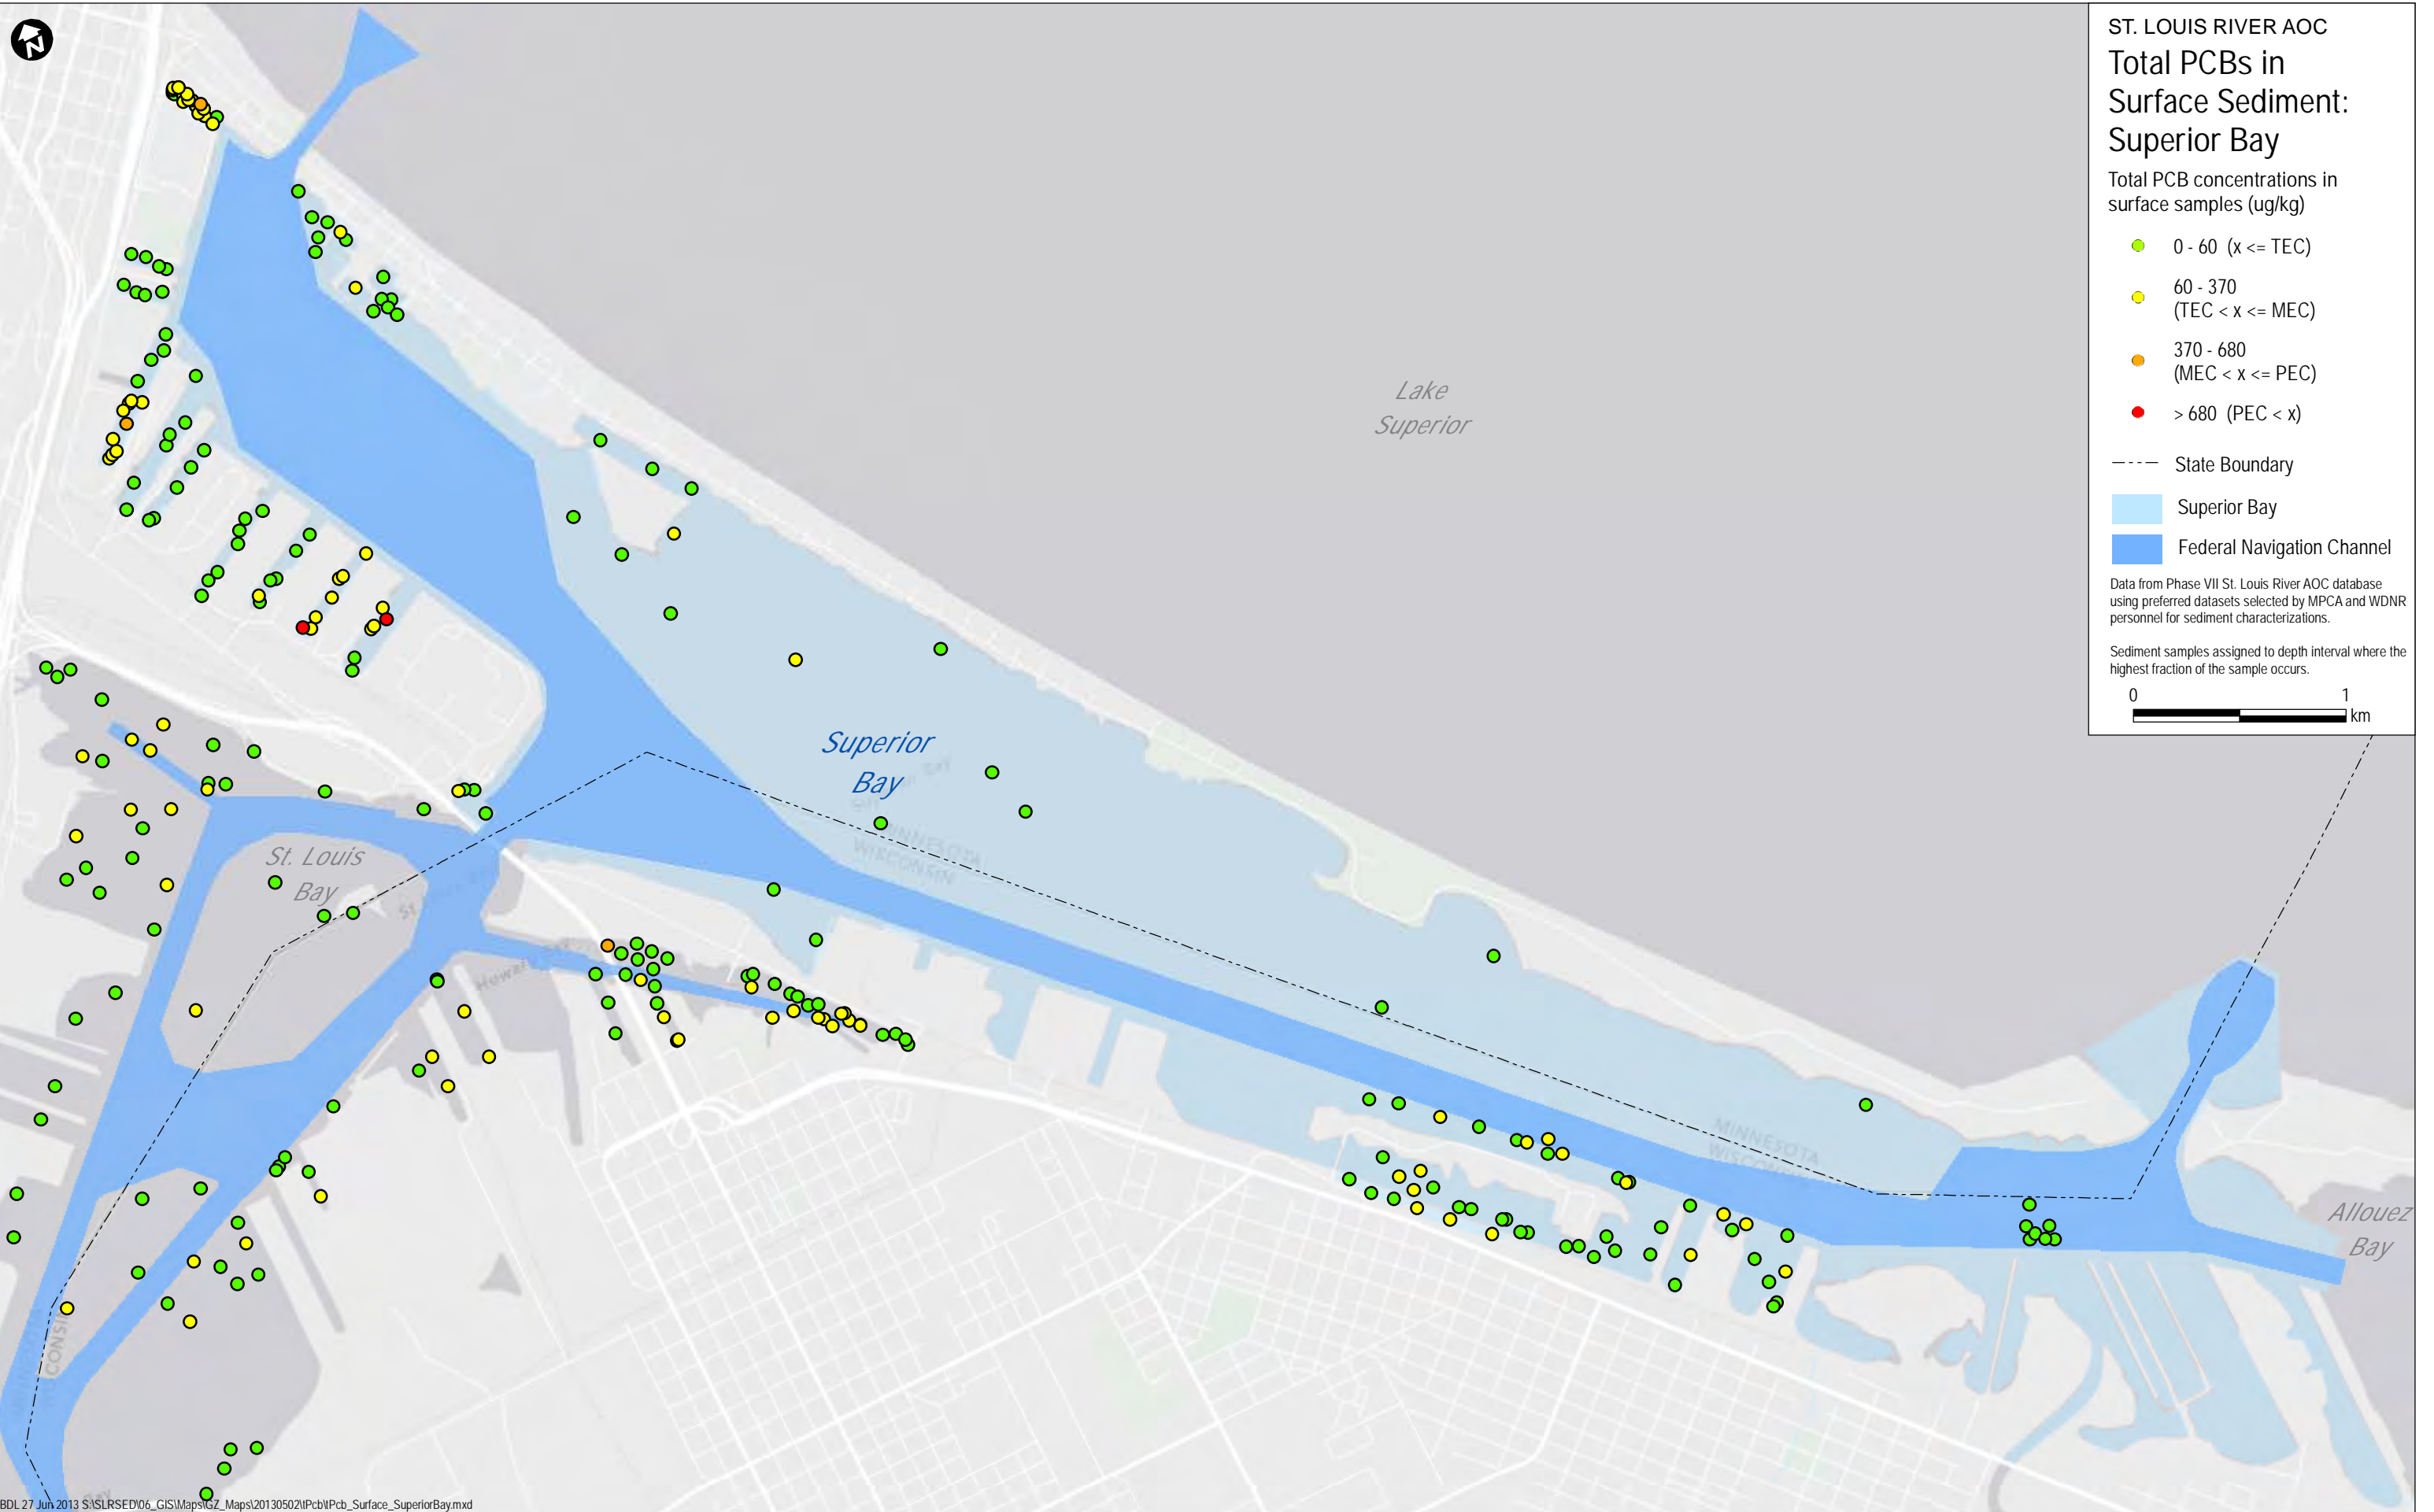 N
ST. LOUIS RIVER AOC
Total PCBs in
Surface Sediment:
Superior Bay
Total PCB concentrations in
surface samples (ug/kg)
0 - 60 (x <= TEC)
60 - 370
(TEC < x <= MEC)
370 - 680
(MEC < x <= PEC)
> 680 (PEC < x)
State Boundary
Superior Bay
Federal Navigation Channel
Data from Phase VII St. Louis River AOC database
using preferred datasets selected by MPCA and WDNR
personnel for sediment characterizations.
Sediment samples assigned to depth interval where the
highest fraction of the sample occurs.
0 1
km
Lake
Superior
Superior
Bay
MINNESOTA
WISCONSIN
St. Louis
Bay
MINNESOTA
WISCONSIN
Allouez
Bay
Bay
BDL 27 Jun 2013 S:\SLRSED\06_GIS\Maps\GZ_Maps\20130502\tPcb\tPcb_Surface_SuperiorBay.mxd